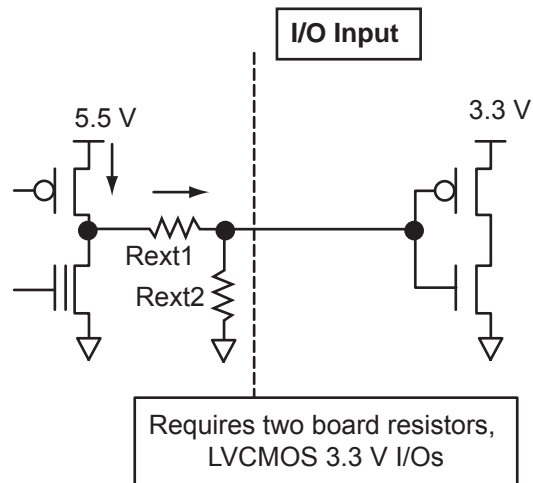 I/O Input
5.5 V
3.3 V
Rext1
Rext2
Requires two board resistors,
LVCMOS 3.3 V I/Os